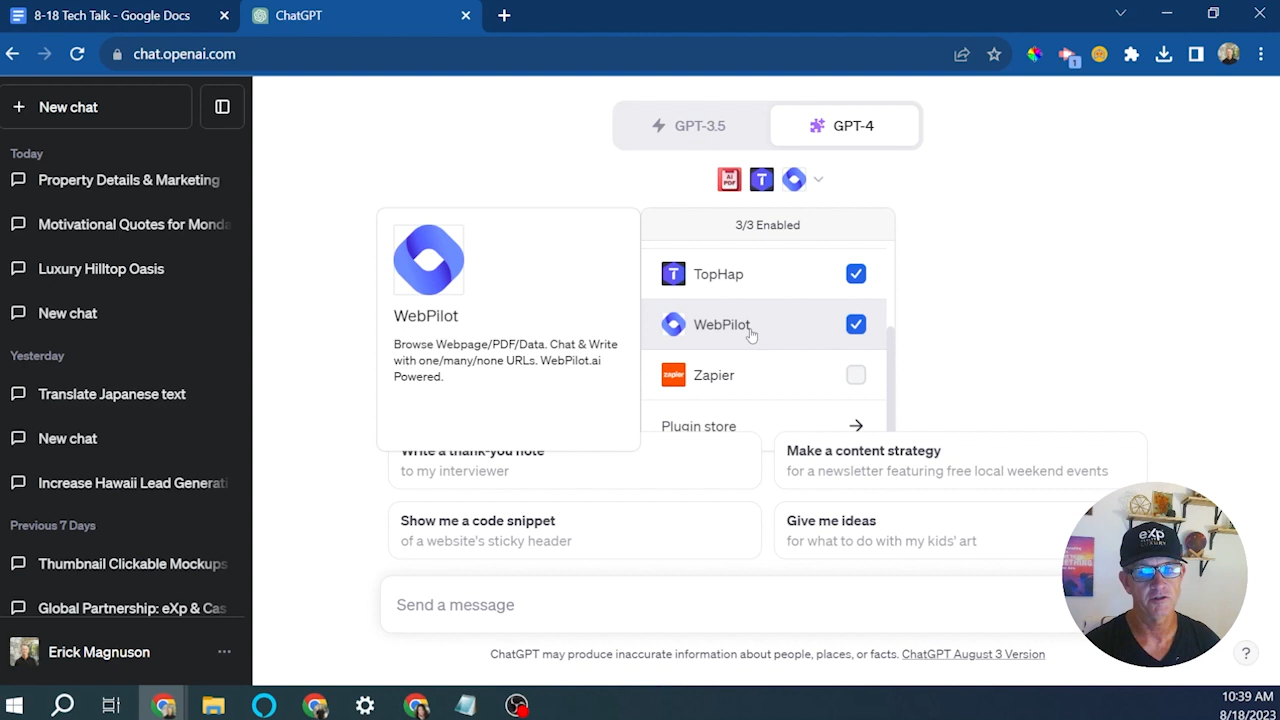 8-18 Tech Talk - Google Docs
ChatGPT
chat.openai.com
1
New chat
Today
Property Details & Marketing
Motivational Quotes for Monda
Luxury Hilltop Oasis
New chat
Yesterday
Translate Japanese text
New chat
Increase Hawaii Lead Generati
Previous 7 Days
Thumbnail Clickable Mockups
Global Partnership: eXp & Cas
Erick Magnuson
GPT-3.5
GPT-4
AI
PDF
T
3/3 Enabled
WebPilot
Browse Webpage/PDF/Data. Chat & Write
with one/many/none URLs. WebPilot.ai
Powered.
T
TopHap
WebPilot
zapier
Zapier
Plugin store
Write a thank-you note
to my interviewer
Make a content strategy
for a newsletter featuring free local weekend events
Show me a code snippet
of a website's sticky header
Give me ideas
for what to do with my kids' art
Send a message
ChatGPT may produce inaccurate information about people, places, or facts. ChatGPT August 3 Version
?
eXp
LUXURY
10:39 AM
8/18/2023